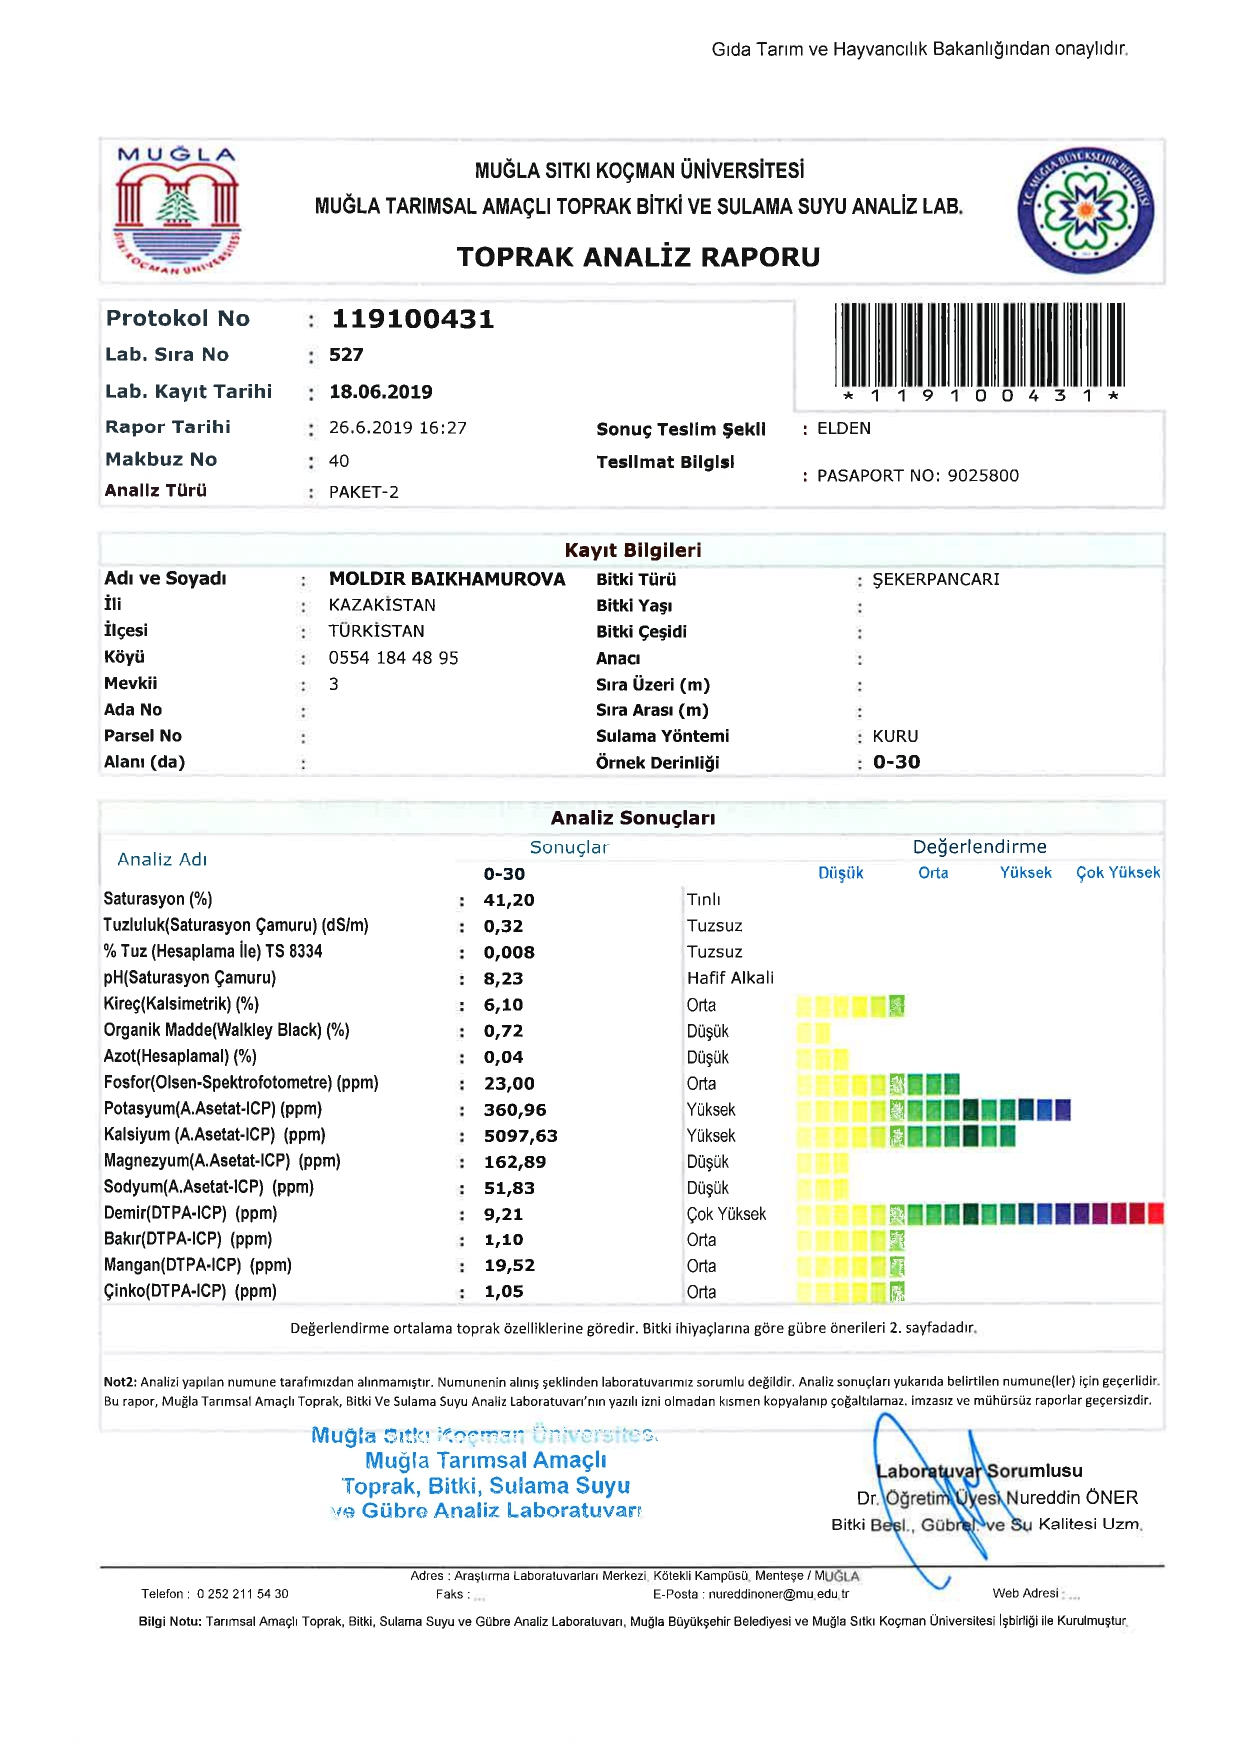 Gıda Tarım ve Hayvancılık Bakanlığından onaylıdır.
MUĞLA
SITKI KOÇMAN ÜNİVERSİTESİ
MUĞLA SITKI KOÇMAN ÜNİVERSİTESİ
MUĞLA TARIMSAL AMAÇLI TOPRAK BİTKİ VE SULAMA SUYU ANALİZ LAB.
TOPRAK ANALİZ RAPORU
T.C. MUĞLA BÜYÜKŞEHİR BELEDİYESİ
Protokol No : 119100431
Lab. Sıra No : 527
Lab. Kayıt Tarihi : 18.06.2019
*119100431*
Rapor Tarihi : 26.6.2019 16:27 Sonuç Teslim Şekli : ELDEN
Makbuz No : 40 Teslimat Bilgisi
: PASAPORT NO: 9025800
Analiz Türü : PAKET-2
Kayıt Bilgileri
Adı ve Soyadı : MOLDIR BAIKHAMUROVA Bitki Türü : ŞEKERPANCARI
İli : KAZAKİSTAN Bitki Yaşı :
İlçesi : TÜRKİSTAN Bitki Çeşidi :
Köyü : 0554 184 48 95 Anacı :
Mevkii : 3 Sıra Üzeri (m) :
Ada No : Sıra Arası (m) :
Parsel No : Sulama Yöntemi : KURU
Alanı (da) : Örnek Derinliği : 0-30
Analiz Sonuçları
Analiz Adı Sonuçlar Değerlendirme
0-30 Düşük Orta Yüksek Çok Yüksek
Saturasyon (%) : 41,20 Tınlı
Tuzluluk(Saturasyon Çamuru) (dS/m) : 0,32 Tuzsuz
% Tuz (Hesaplama İle) TS 8334 : 0,008 Tuzsuz
pH(Saturasyon Çamuru) : 8,23 Hafif Alkali
Kireç(Kalsimetrik) (%) : 6,10 Orta
Organik Madde(Walkley Black) (%) : 0,72 Düşük
Azot(Hesaplamal) (%) : 0,04 Düşük
Fosfor(Olsen-Spektrofotometre) (ppm) : 23,00 Orta
Potasyum(A.Asetat-ICP) (ppm) : 360,96 Yüksek
Kalsiyum (A.Asetat-ICP) (ppm) : 5097,63 Yüksek
Magnezyum(A.Asetat-ICP) (ppm) : 162,89 Düşük
Sodyum(A.Asetat-ICP) (ppm) : 51,83 Düşük
Demir(DTPA-ICP) (ppm) : 9,21 Çok Yüksek
Bakır(DTPA-ICP) (ppm) : 1,10 Orta
Mangan(DTPA-ICP) (ppm) : 19,52 Orta
Çinko(DTPA-ICP) (ppm) : 1,05 Orta
Değerlendirme ortalama toprak özelliklerine göredir. Bitki ihiyaçlarına göre gübre önerileri 2. sayfadadır.
Not2: Analizi yapılan numune tarafımızdan alınmamıştır. Numunenin alınış şeklinden laboratuvarımız sorumlu değildir. Analiz sonuçları yukarıda belirtilen numune(ler) için geçerlidir.
Bu rapor, Muğla Tarımsal Amaçlı Toprak, Bitki Ve Sulama Suyu Analiz Laboratuvarı'nın yazılı izni olmadan kısmen kopyalanıp çoğaltılamaz. imzasız ve mühürsüz raporlar geçersizdir.
Muğla Sıtkı Koçman Üniversites
Muğla Tarımsal Amaçlı
Toprak, Bitki, Sulama Suyu
ve Gübre Analiz Laboratuvarı
Laboratuvar Sorumlusu
Dr. Öğretim Üyesi Nureddin ÖNER
Bitki Besl., Gübrel. ve Su Kalitesi Uzm.
Adres : Araştırma Laboratuvarları Merkezi, Kötekli Kampüsü, Menteşe / MUĞLA
Telefon : 0 252 211 54 30 Faks : ... E-Posta : nureddinoner@mu.edu.tr Web Adresi : ...
Bilgi Notu: Tarımsal Amaçlı Toprak, Bitki, Sulama Suyu ve Gübre Analiz Laboratuvarı, Muğla Büyükşehir Belediyesi ve Muğla Sıtkı Koçman Üniversitesi İşbirliği ile Kurulmuştur.